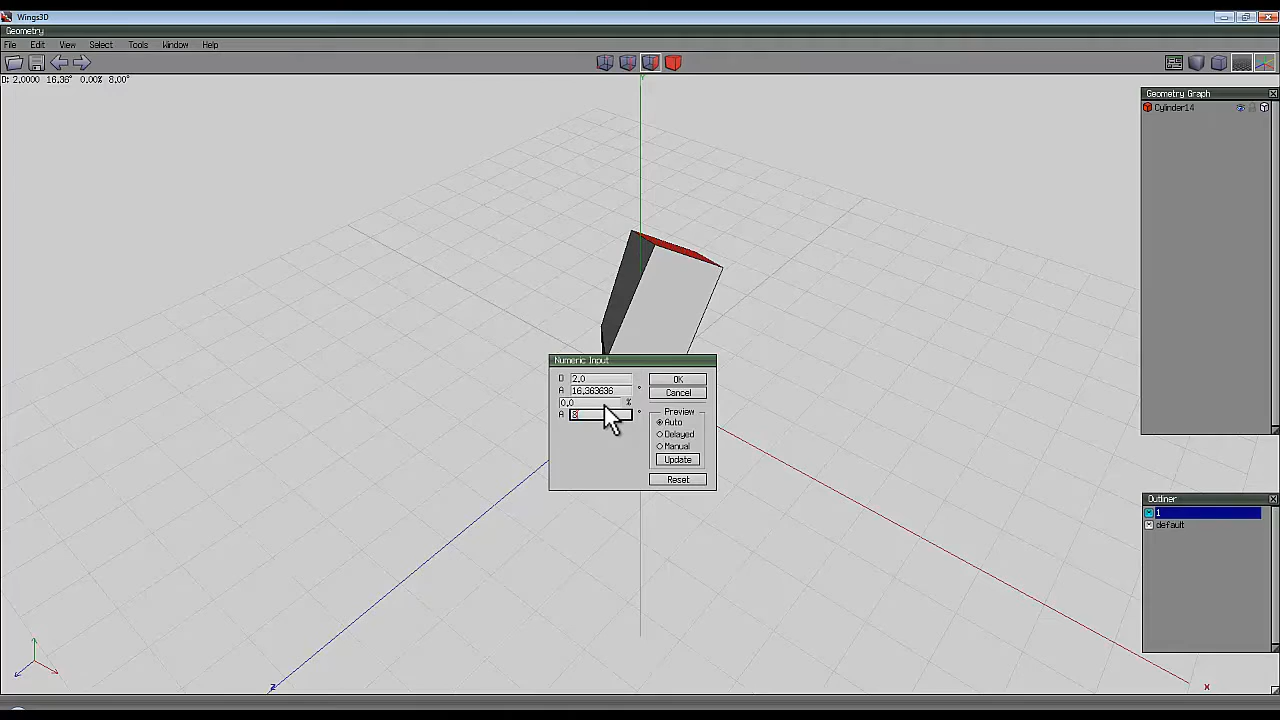 Wings3D
Geometry
File Edit View Select Tools Window Help
D: 2.0000 16.36° 0.00% 8.00°
Y
Geometry Graph
Cylinder14
Numeric Input
D 2.0
A 16.363636 °
0.0 %
A 8 °
OK
Cancel
Preview
Auto
Delayed
Manual
Update
Reset
Outliner
1
default
Z
X